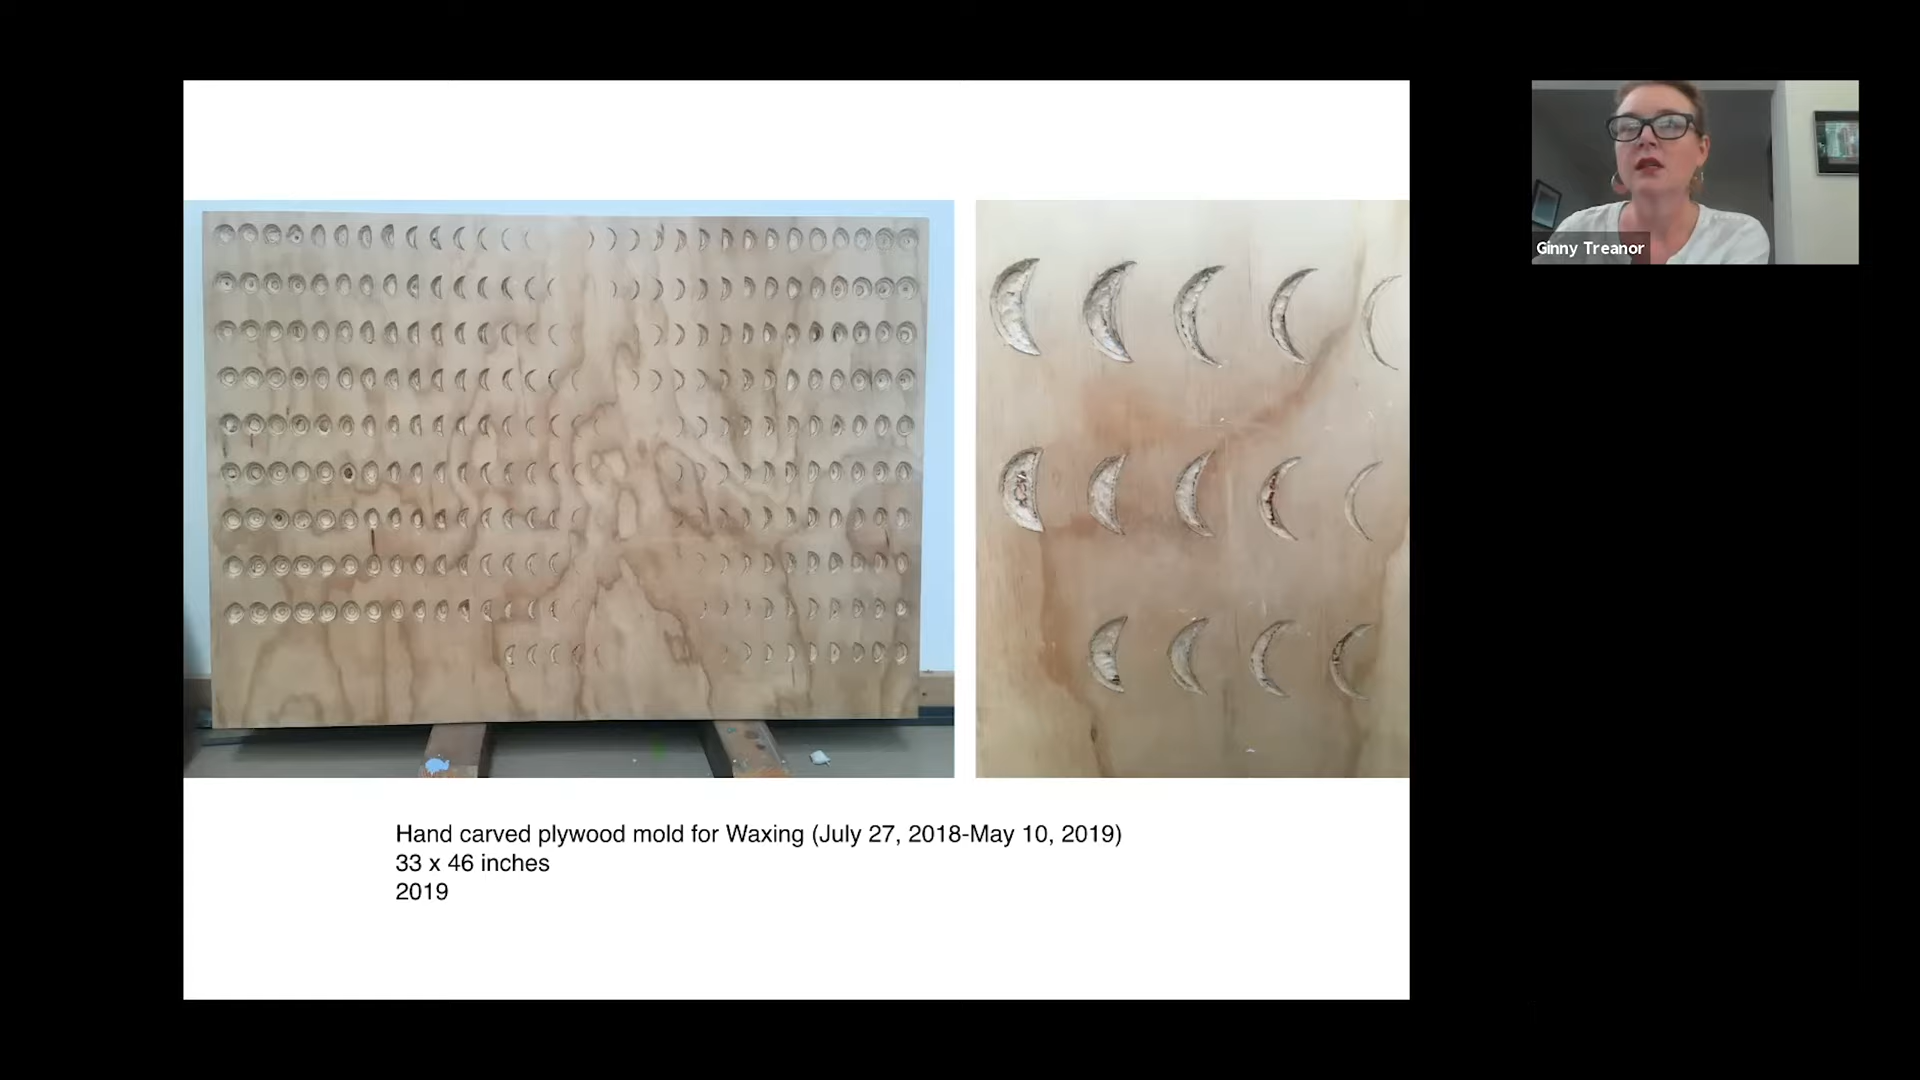 Ginny Treanor
Hand carved plywood mold for Waxing (July 27, 2018-May 10, 2019)
33 x 46 inches
2019